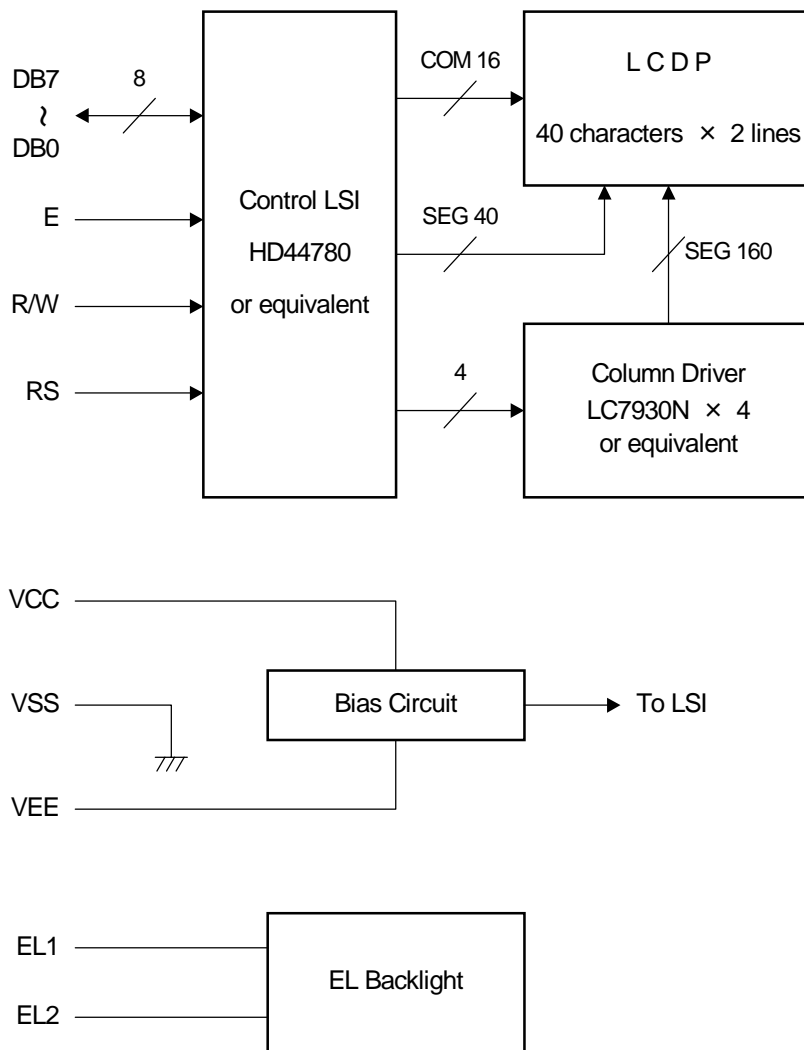 DB7
~
DB0
8
E
R/W
RS
Control LSI
HD44780
or equivalent
COM 16
SEG 40
4
L C D P
40 characters × 2 lines
SEG 160
Column Driver
LC7930N × 4
or equivalent
VCC
VSS
VEE
Bias Circuit
To LSI
EL1
EL2
EL Backlight